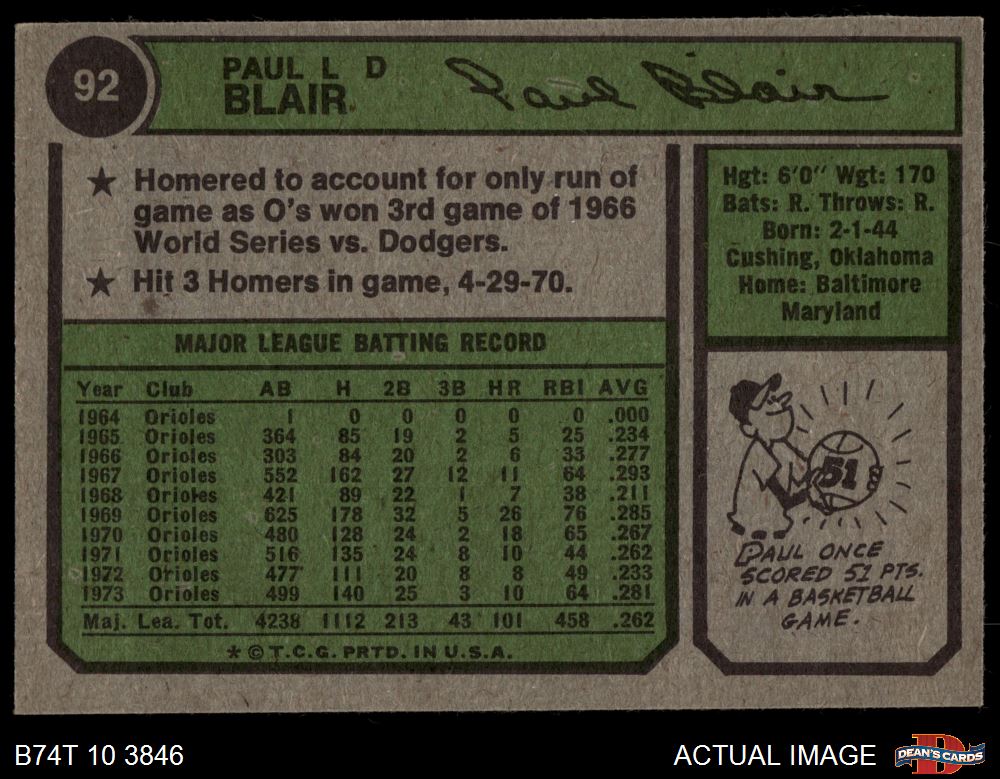 92
PAUL L D
BLAIR
Paul Blair
★ Homered to account for only run of
game as O's won 3rd game of 1966
World Series vs. Dodgers.
★ Hit 3 Homers in game, 4-29-70.
Hgt: 6'0" Wgt: 170
Bats: R. Throws: R.
Born: 2-1-44
Cushing, Oklahoma
Home: Baltimore
Maryland
MAJOR LEAGUE BATTING RECORD
Year Club AB H 2B 3B HR RBI AVG
1964 Orioles 1 0 0 0 0 0 .000
1965 Orioles 364 85 19 2 5 25 .234
1966 Orioles 303 84 20 2 6 33 .277
1967 Orioles 552 162 27 12 11 64 .293
1968 Orioles 421 89 22 1 7 38 .211
1969 Orioles 625 178 32 5 26 76 .285
1970 Orioles 480 128 24 2 18 65 .267
1971 Orioles 516 135 24 8 10 44 .262
1972 Orioles 477 111 20 8 8 49 .233
1973 Orioles 499 140 25 3 10 64 .281
Maj. Lea. Tot. 4238 1112 213 43 101 458 .262
* © T.C.G. PRTD. IN U.S.A.
51
PAUL ONCE
SCORED 51 PTS.
IN A BASKETBALL
GAME.
B74T 10 3846
ACTUAL IMAGE
D
DEAN'S CARDS